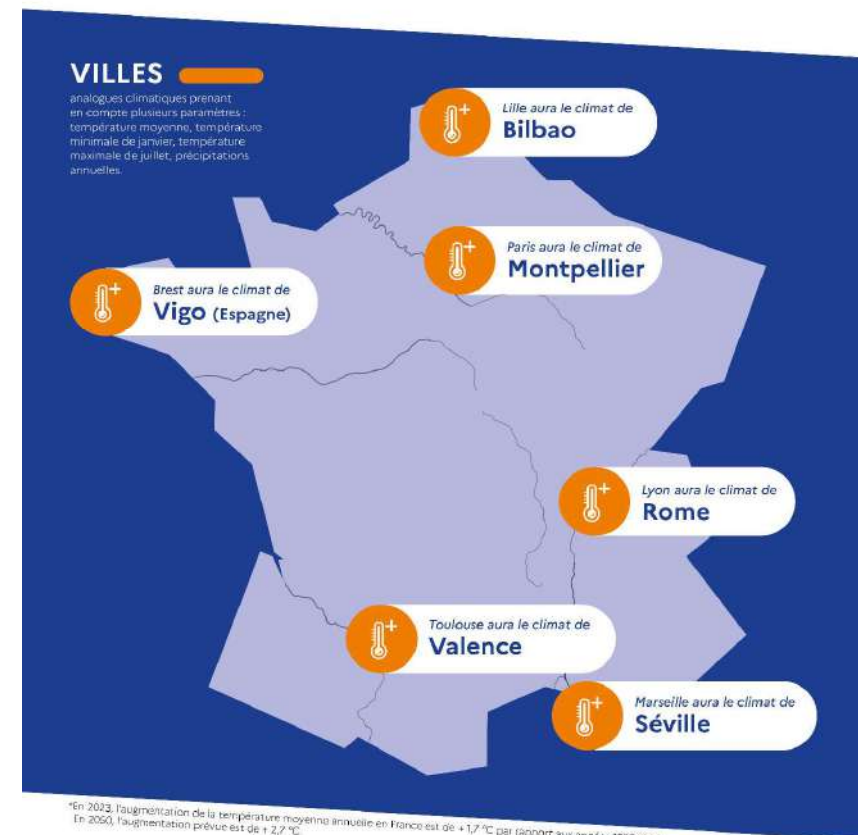 VILLES
analogues climatiques prenant
en compte plusieurs paramètres :
température moyenne, température
minimale de janvier, température
maximale de juillet, précipitations
annuelles.
Lille aura le climat de
Bilbao
Paris aura le climat de
Montpellier
Brest aura le climat de
Vigo (Espagne)
Lyon aura le climat de
Rome
Toulouse aura le climat de
Valence
Marseille aura le climat de
Séville
*En 2023, l'augmentation de la température moyenne annuelle en France est de +1,7 °C par rapport aux
En 2050, l'augmentation prévue est de + 2,7 °C